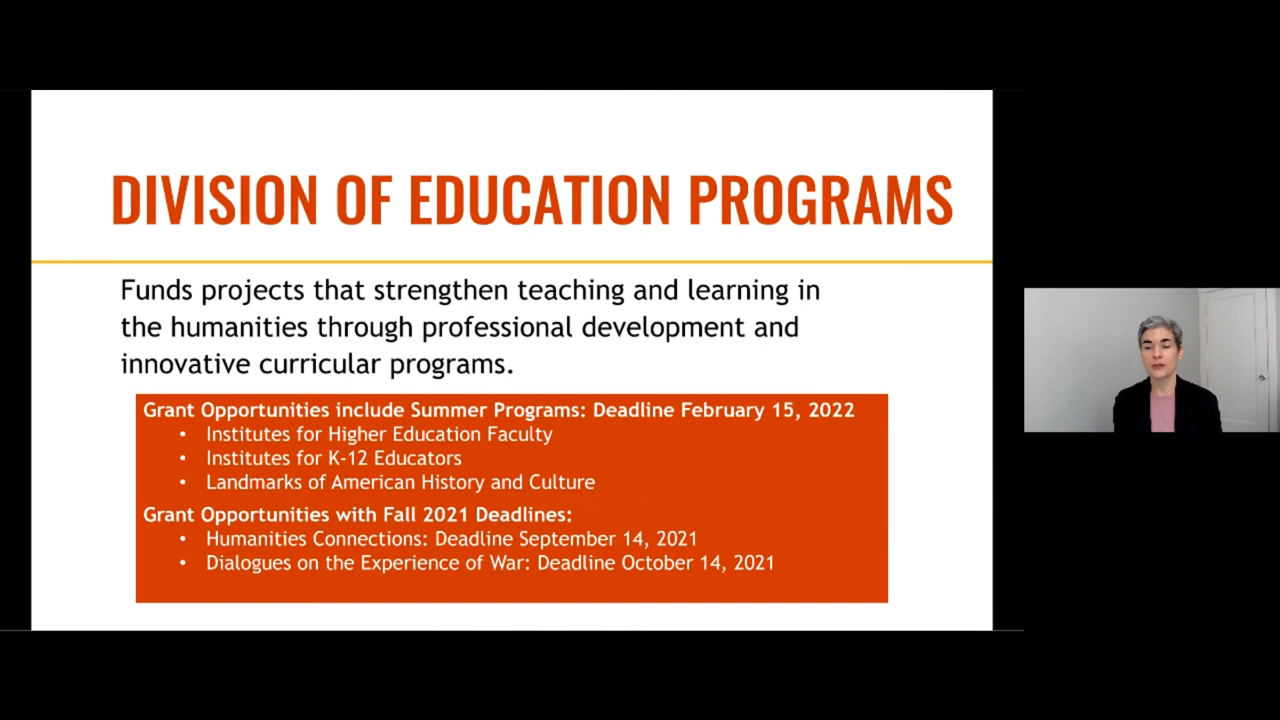 DIVISION OF EDUCATION PROGRAMS
Funds projects that strengthen teaching and learning in
the humanities through professional development and
innovative curricular programs.
Grant Opportunities include Summer Programs: Deadline February 15, 2022
• Institutes for Higher Education Faculty
• Institutes for K-12 Educators
• Landmarks of American History and Culture
Grant Opportunities with Fall 2021 Deadlines:
• Humanities Connections: Deadline September 14, 2021
• Dialogues on the Experience of War: Deadline October 14, 2021